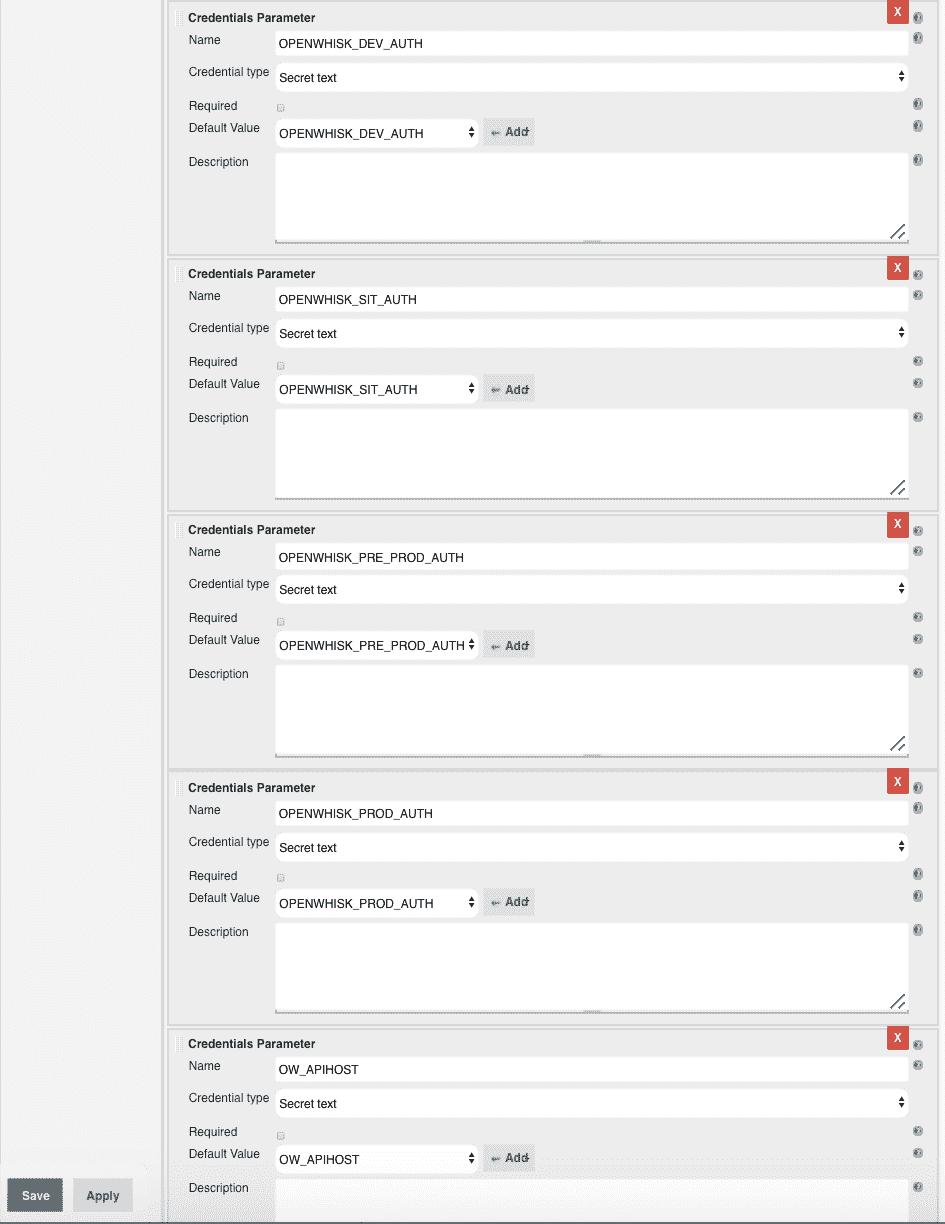 Credentials Parameter
X
Name OPENWHISK_DEV_AUTH
Credential type Secret text
Required
Default Value OPENWHISK_DEV_AUTH Add
Description
Credentials Parameter
X
Name OPENWHISK_SIT_AUTH
Credential type Secret text
Required
Default Value OPENWHISK_SIT_AUTH Add
Description
Credentials Parameter
X
Name OPENWHISK_PRE_PROD_AUTH
Credential type Secret text
Required
Default Value OPENWHISK_PRE_PROD_AUTH Add
Description
Credentials Parameter
X
Name OPENWHISK_PROD_AUTH
Credential type Secret text
Required
Default Value OPENWHISK_PROD_AUTH Add
Description
Credentials Parameter
X
Name OW_APIHOST
Credential type Secret text
Required
Default Value OW_APIHOST Add
Description
Save Apply